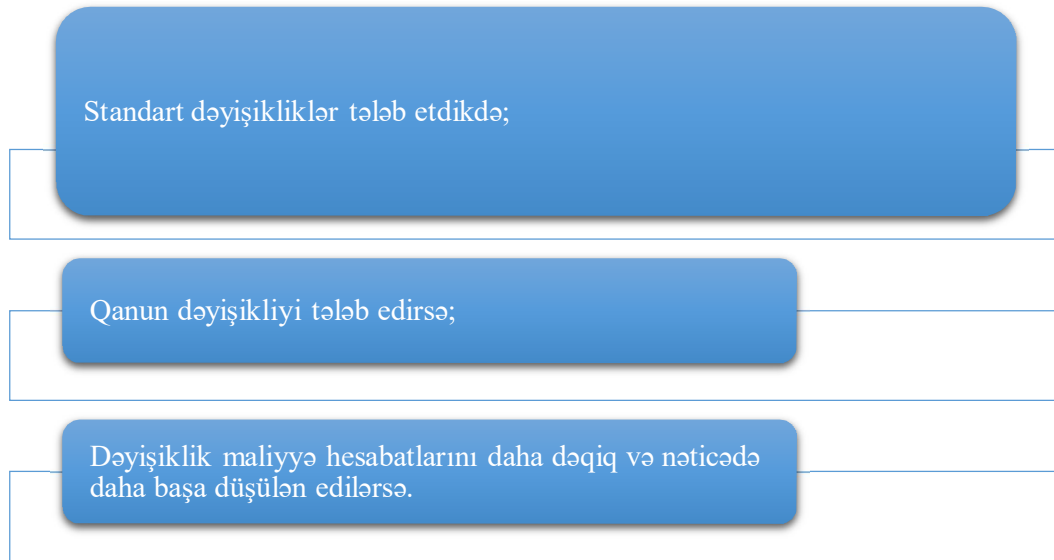 Standart dəyişikliklər tələb etdikdə;
Qanun dəyişikliyi tələb edirsə;
Dəyişiklik maliyyə hesabatlarını daha dəqiq və nəticədə
daha başa düşülən edilərsə.